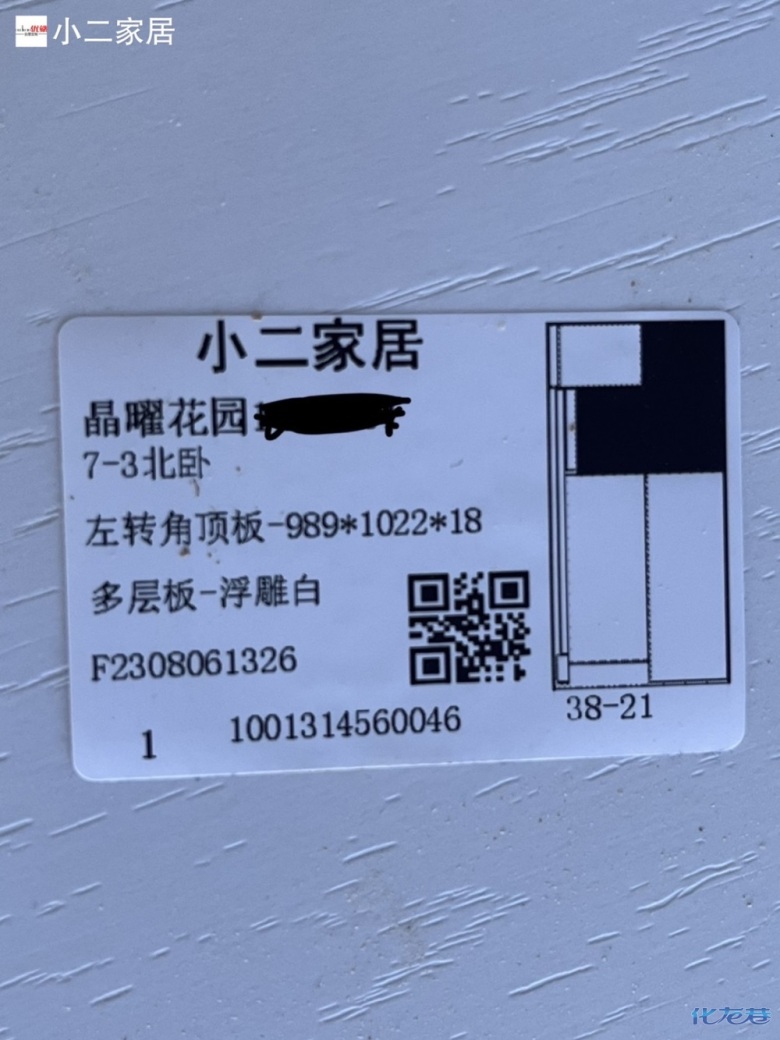 小二家居
小二家居
晶曜花园
7-3北卧
左转角顶板-989*1022*18
多层板-浮雕白
F2308061326
1 1001314560046
38-21
化龙巷